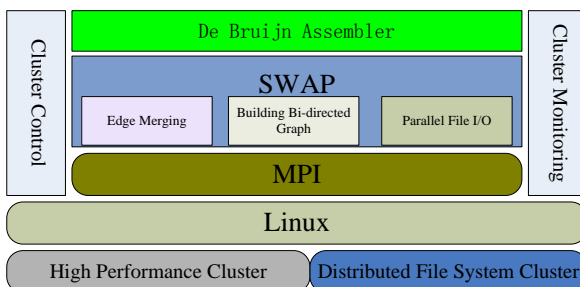 Cluster Control
De Bruijn Assembler
SWAP
Edge Merging
Building Bi-directed
Graph
Parallel File I/O
MPI
Cluster Monitoring
Linux
High Performance Cluster
Distributed File System Cluster